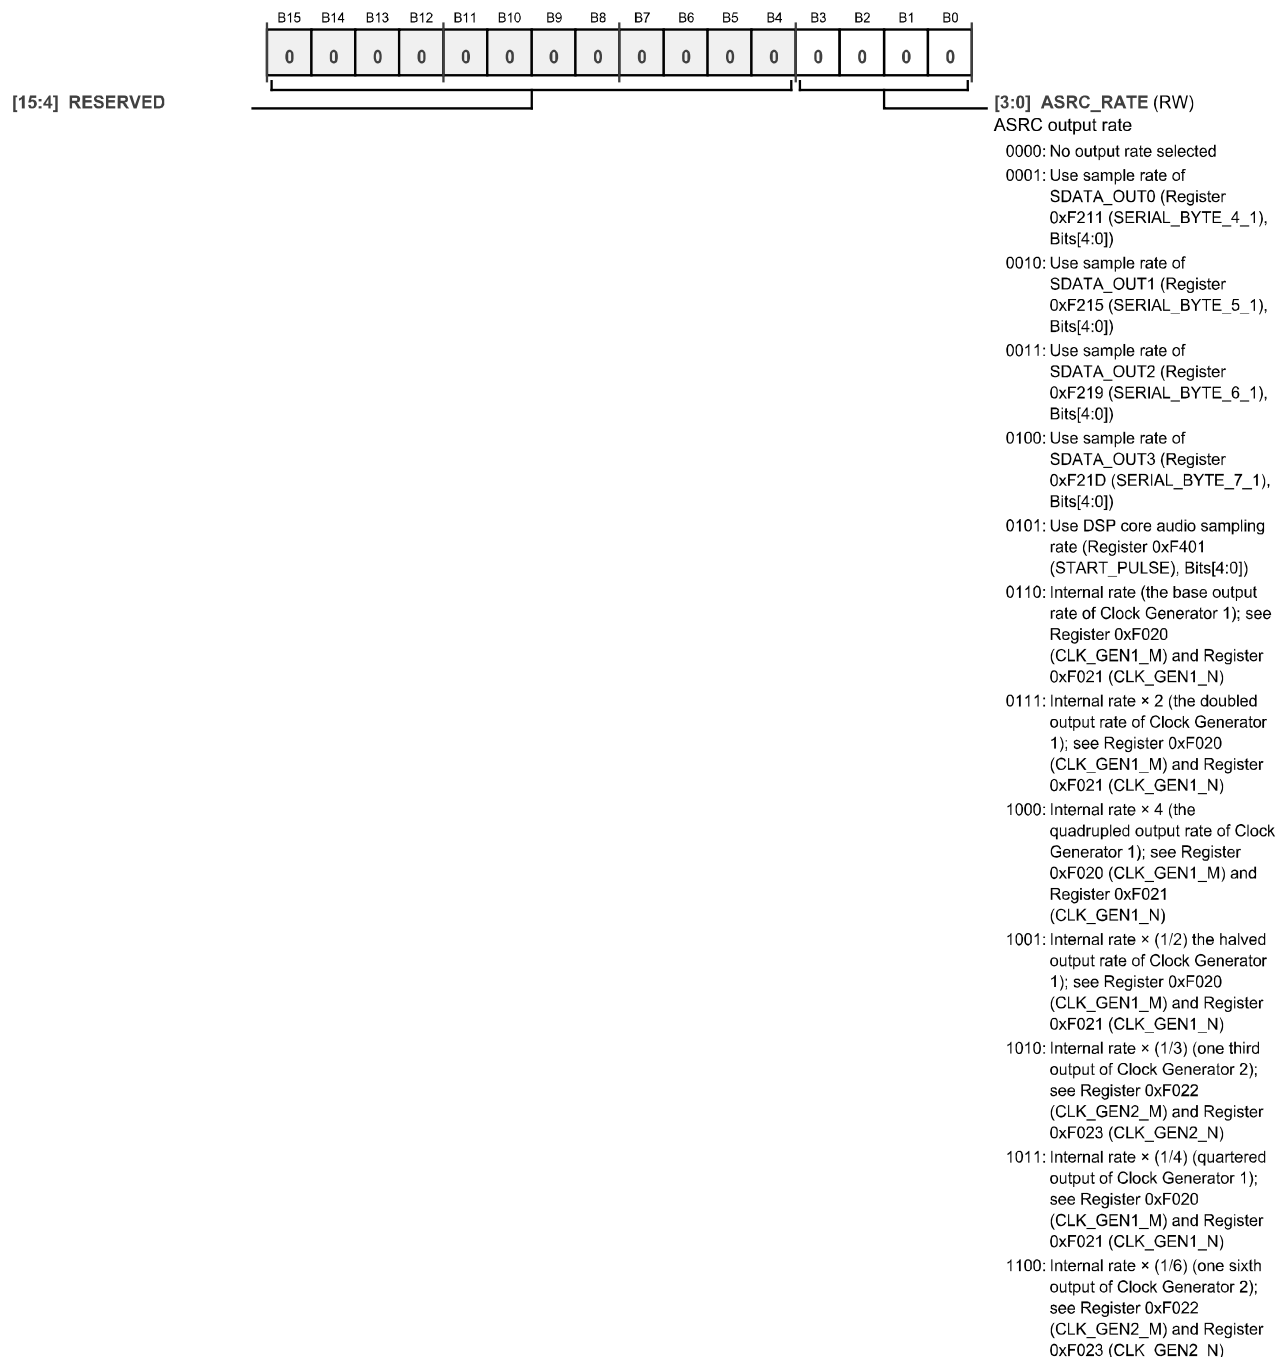 B15 B14 B13 B12 B11 B10 B9 B8 B7 B6 B5 B4 B3 B2 B1 B0
0 0 0 0 0 0 0 0 0 0 0 0 0 0 0 0
[15:4] RESERVED
[3:0] ASRC_RATE (RW)
ASRC output rate
0000: No output rate selected
0001: Use sample rate of
SDATA_OUT0 (Register
0xF211 (SERIAL_BYTE_4_1),
Bits[4:0])
0010: Use sample rate of
SDATA_OUT1 (Register
0xF215 (SERIAL_BYTE_5_1),
Bits[4:0])
0011: Use sample rate of
SDATA_OUT2 (Register
0xF219 (SERIAL_BYTE_6_1),
Bits[4:0])
0100: Use sample rate of
SDATA_OUT3 (Register
0xF21D (SERIAL_BYTE_7_1),
Bits[4:0])
0101: Use DSP core audio sampling
rate (Register 0xF401
(START_PULSE), Bits[4:0])
0110: Internal rate (the base output
rate of Clock Generator 1); see
Register 0xF020
(CLK_GEN1_M) and Register
0xF021 (CLK_GEN1_N)
0111: Internal rate × 2 (the doubled
output rate of Clock Generator
1); see Register 0xF020
(CLK_GEN1_M) and Register
0xF021 (CLK_GEN1_N)
1000: Internal rate × 4 (the
quadrupled output rate of Clock
Generator 1); see Register
0xF020 (CLK_GEN1_M) and
Register 0xF021
(CLK_GEN1_N)
1001: Internal rate × (1/2) the halved
output rate of Clock Generator
1); see Register 0xF020
(CLK_GEN1_M) and Register
0xF021 (CLK_GEN1_N)
1010: Internal rate × (1/3) (one third
output of Clock Generator 2);
see Register 0xF022
(CLK_GEN2_M) and Register
0xF023 (CLK_GEN2_N)
1011: Internal rate × (1/4) (quartered
output of Clock Generator 1);
see Register 0xF020
(CLK_GEN1_M) and Register
0xF021 (CLK_GEN1_N)
1100: Internal rate × (1/6) (one sixth
output of Clock Generator 2);
see Register 0xF022
(CLK_GEN2_M) and Register
0xF023 (CLK_GEN2_N)